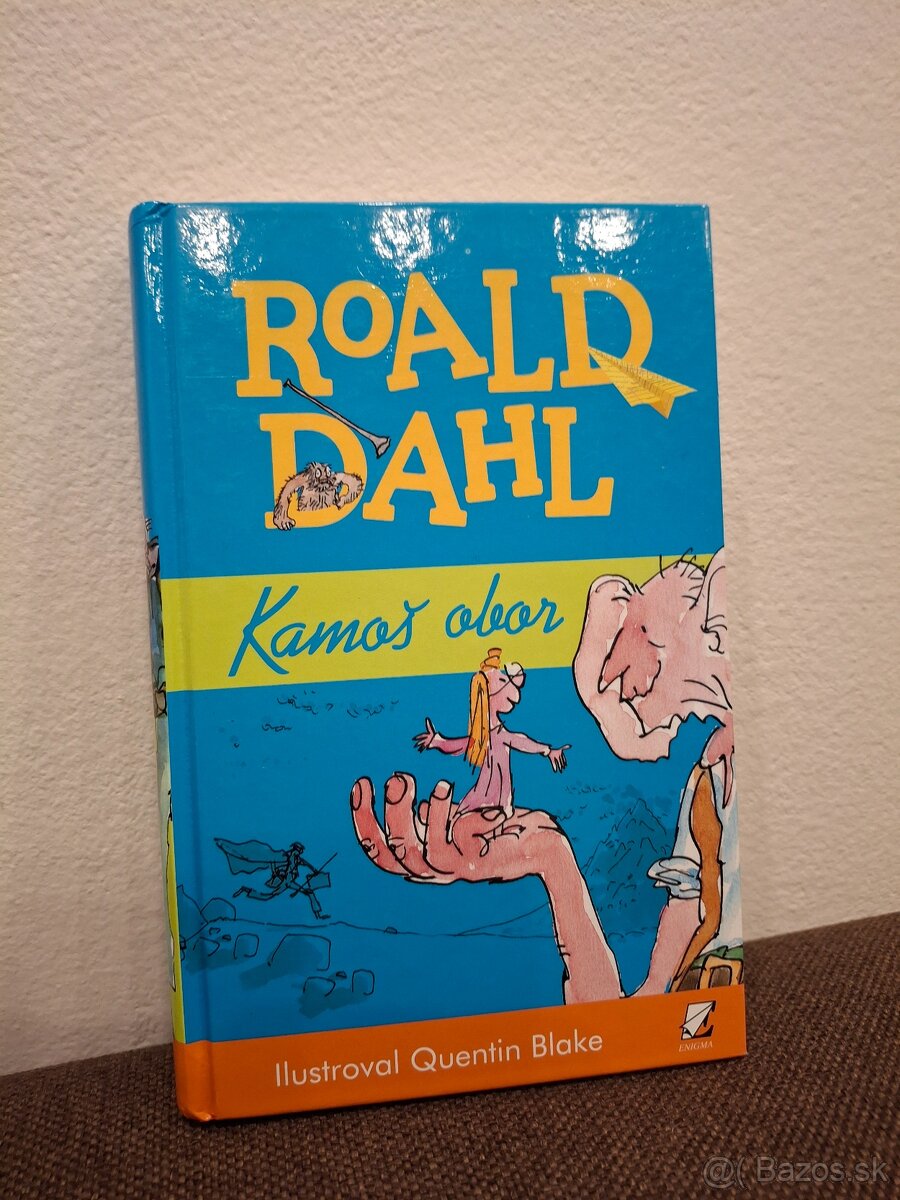 ROALD
DAHL
Kamoš obor
Ilustroval Quentin Blake
ENIGMA
@( Bazos.sk